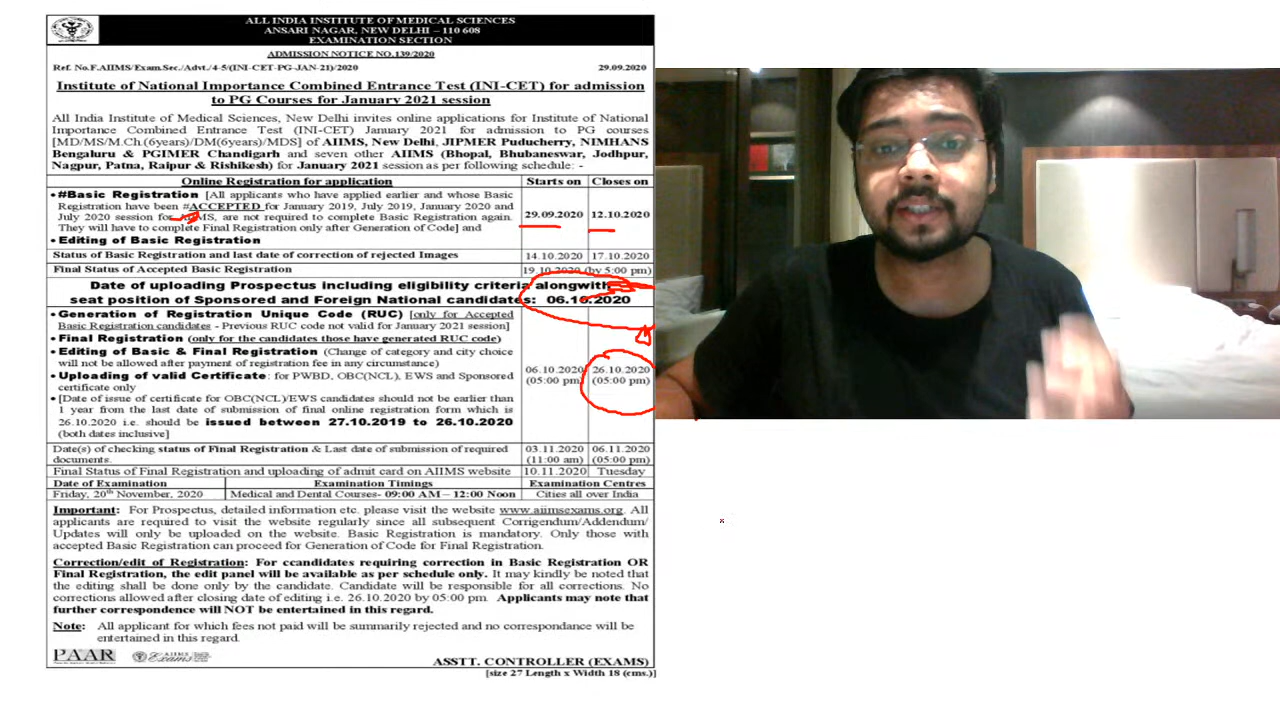 ALL INDIA INSTITUTE OF MEDICAL SCIENCES
ANSARI NAGAR, NEW DELHI – 110 608
EXAMINATION SECTION
ADMISSION NOTICE NO.139/2020
Ref. No.F.AIIMS/Exam.Sec./Advt./4-5/(INI-CET-PG-JAN-21)/2020 29.09.2020
Institute of National Importance Combined Entrance Test (INI-CET) for admission
to PG Courses for January 2021 session
All India Institute of Medical Sciences, New Delhi invites online applications for Institute of National
Importance Combined Entrance Test (INI-CET) January 2021 for admission to PG courses
[MD/MS/M.Ch.(6years)/DM(6years)/MDS] of AIIMS, New Delhi, JIPMER Puducherry, NIMHANS
Bengaluru & PGIMER Chandigarh and seven other AIIMS (Bhopal, Bhubaneswar, Jodhpur,
Nagpur, Patna, Raipur & Rishikesh) for January 2021 session as per following schedule: -
Online Registration for application Starts on Closes on
•#Basic Registration [All applicants who have applied earlier and whose Basic
Registration have been #ACCEPTED for January 2019, July 2019, January 2020 and
July 2020 session for AIIMS, are not required to complete Basic Registration again. 29.09.2020 12.10.2020
They will have to complete Final Registration only after Generation of Code] and
•Editing of Basic Registration
Status of Basic Registration and last date of correction of rejected Images 14.10.2020 17.10.2020
Final Status of Accepted Basic Registration 19.10.2020 (by 5:00 pm)
Date of uploading Prospectus including eligibility criteria alongwith
seat position of Sponsored and Foreign National candidates: 06.10.2020
•Generation of Registration Unique Code (RUC) [only for Accepted
Basic Registration candidates - Previous RUC code not valid for January 2021 session]
•Final Registration (only for the candidates those have generated RUC code)
•Editing of Basic & Final Registration (Change of category and city choice
will not be allowed after payment of registration fee in any circumstance) 06.10.2020 26.10.2020
•Uploading of valid Certificate: for PWBD, OBC(NCL), EWS and Sponsored (05:00 pm) (05:00 pm)
certificate only
•[Date of issue of certificate for OBC(NCL)/EWS candidates should not be earlier than
1 year from the last date of submission of final online registration form which is
26.10.2020 i.e. should be issued between 27.10.2019 to 26.10.2020
(both dates inclusive]
Date(s) of checking status of Final Registration & Last date of submission of required 03.11.2020 06.11.2020
documents. (11:00 am) (05:00 pm)
Final Status of Final Registration and uploading of admit card on AIIMS website 10.11.2020 Tuesday
Date of Examination Examination Timings Examination Centres
Friday, 20th November, 2020 Medical and Dental Courses- 09:00 AM – 12:00 Noon Cities all over India
Important: For Prospectus, detailed information etc. please visit the website www.aiimsexams.org. All
applicants are required to visit the website regularly since all subsequent Corrigendum/Addendum/
Updates will only be uploaded on the website. Basic Registration is mandatory. Only those with
accepted Basic Registration can proceed for Generation of Code for Final Registration.
Correction/edit of Registration: For ccandidates requiring correction in Basic Registration OR
Final Registration, the edit panel will be available as per schedule only. It may kindly be noted that
the editing shall be done only by the candidate. Candidate will be responsible for all corrections. No
corrections allowed after closing date of editing i.e. 26.10.2020 by 05:00 pm. Applicants may note that
further correspondence will NOT be entertained in this regard.
Note: All applicant for which fees not paid will be summarily rejected and no correspondence will be
entertained in this regard.
PAAR
ASSTT. CONTROLLER (EXAMS)
[size 27 Length x Width 18 (cms.)]